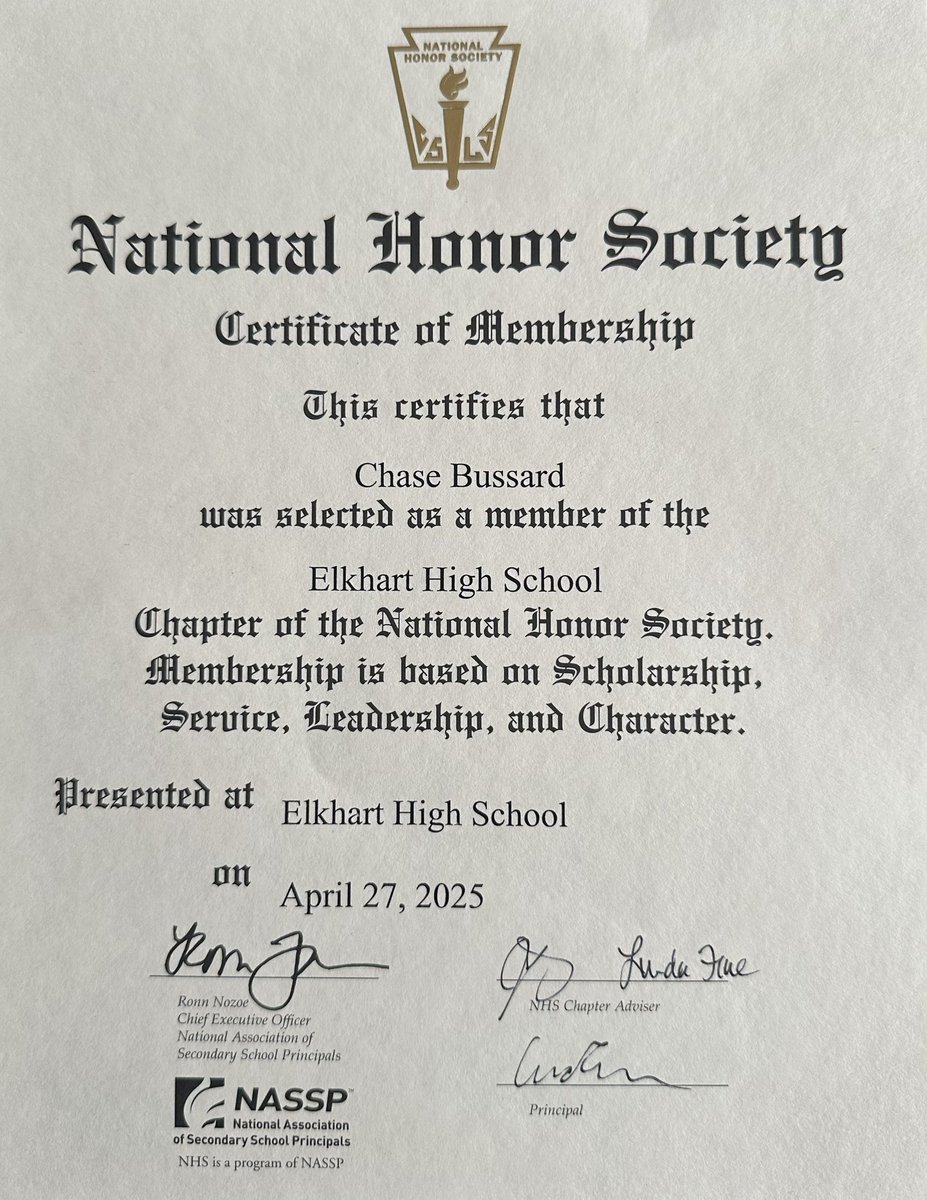 NATIONAL
HONOR SOCIETY
C S L S
National Honor Society
Certificate of Membership
This certifies that
Chase Bussard
was selected as a member of the
Elkhart High School
Chapter of the National Honor Society.
Membership is based on Scholarship,
Service, Leadership, and Character.
Presented at Elkhart High School
on April 27, 2025
Ronn Nozoe
Chief Executive Officer
National Association of
Secondary School Principals
NASSP™
National Association
of Secondary School Principals
NHS is a program of NASSP
Linda
NHS Chapter Adviser
Principal